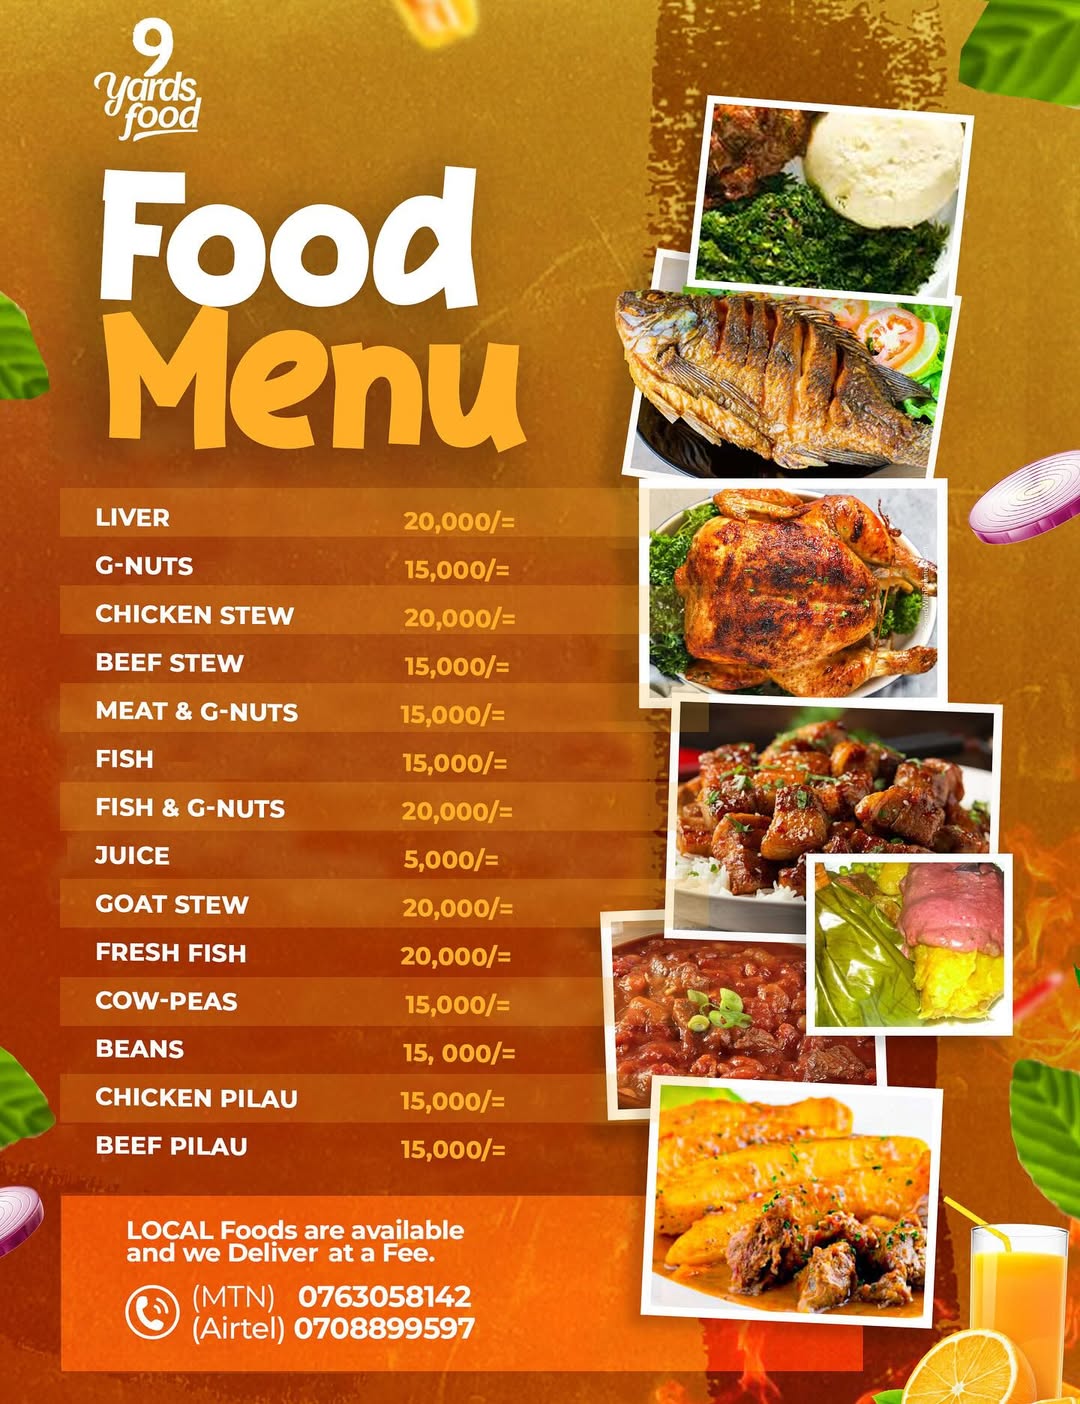 9
Yards
food
Food
Menu
LIVER 20,000/=
G-NUTS 15,000/=
CHICKEN STEW 20,000/=
BEEF STEW 15,000/=
MEAT & G-NUTS 15,000/=
FISH 15,000/=
FISH & G-NUTS 20,000/=
JUICE 5,000/=
GOAT STEW 20,000/=
FRESH FISH 20,000/=
COW-PEAS 15,000/=
BEANS 15, 000/=
CHICKEN PILAU 15,000/=
BEEF PILAU 15,000/=
LOCAL Foods are available
and we Deliver at a Fee.
(MTN) 0763058142
(Airtel) 0708899597